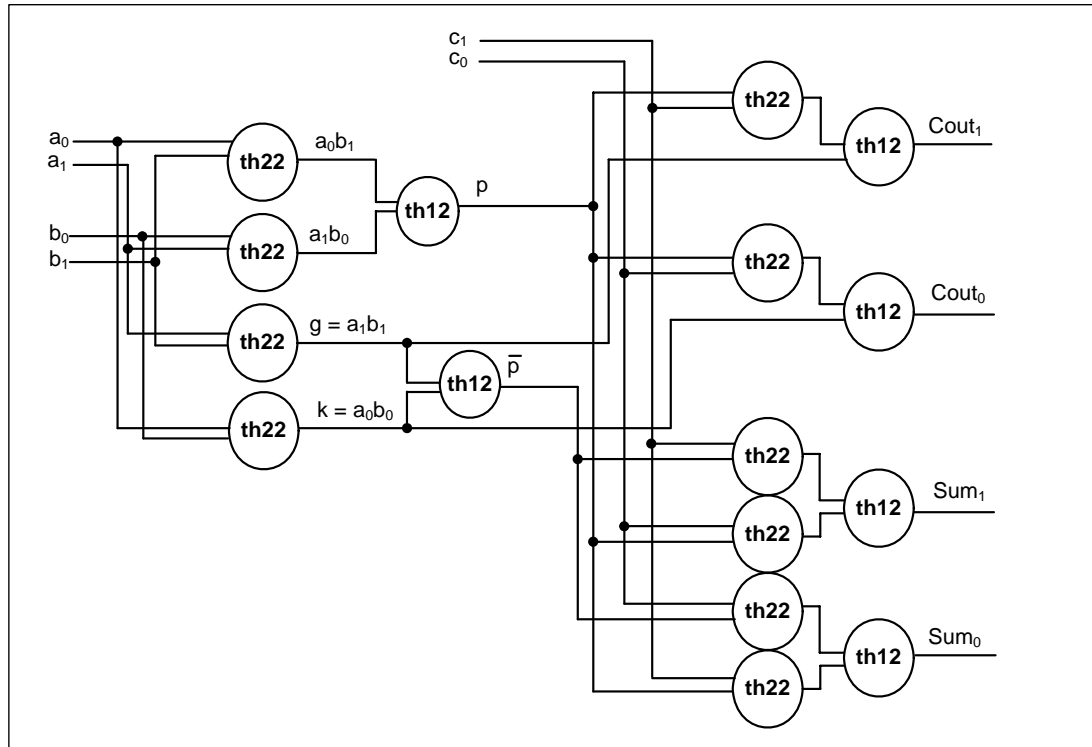 c₁
c₀
th22
th12
Cout₁
a₀
a₁
th22
a₀b₁
th12
p
b₀
b₁
th22
a₁b₀
th22
th12
Cout₀
th22
g = a₁b₁
th12
p̅
th22
k = a₀b₀
th22
th12
Sum₁
th22
th22
th12
Sum₀
th22